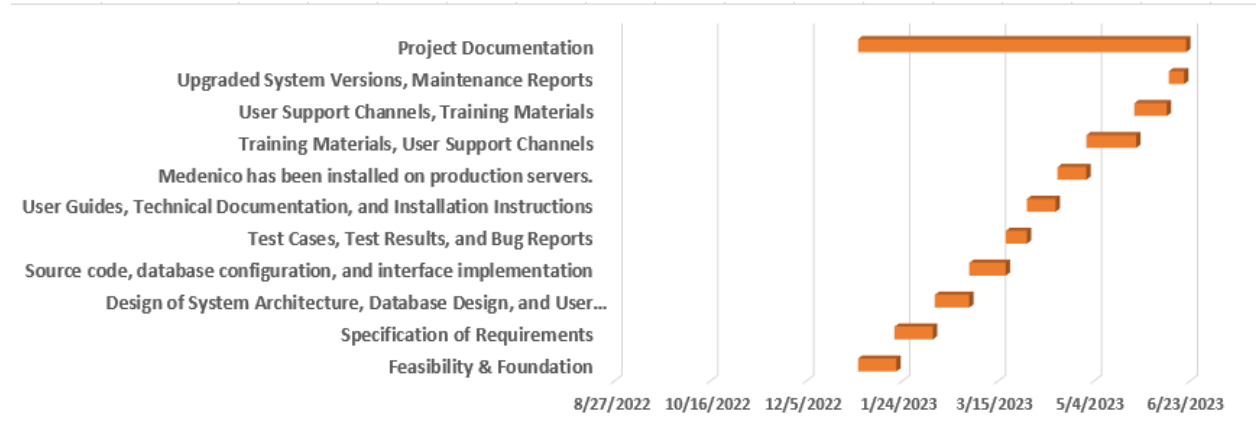 Project Documentation
Upgraded System Versions, Maintenance Reports
User Support Channels, Training Materials
Training Materials, User Support Channels
Medenico has been installed on production servers.
User Guides, Technical Documentation, and Installation Instructions
Test Cases, Test Results, and Bug Reports
Source code, database configuration, and interface implementation
Design of System Architecture, Database Design, and User...
Specification of Requirements
Feasibility & Foundation
8/27/2022 10/16/2022 12/5/2022 1/24/2023 3/15/2023 5/4/2023 6/23/2023